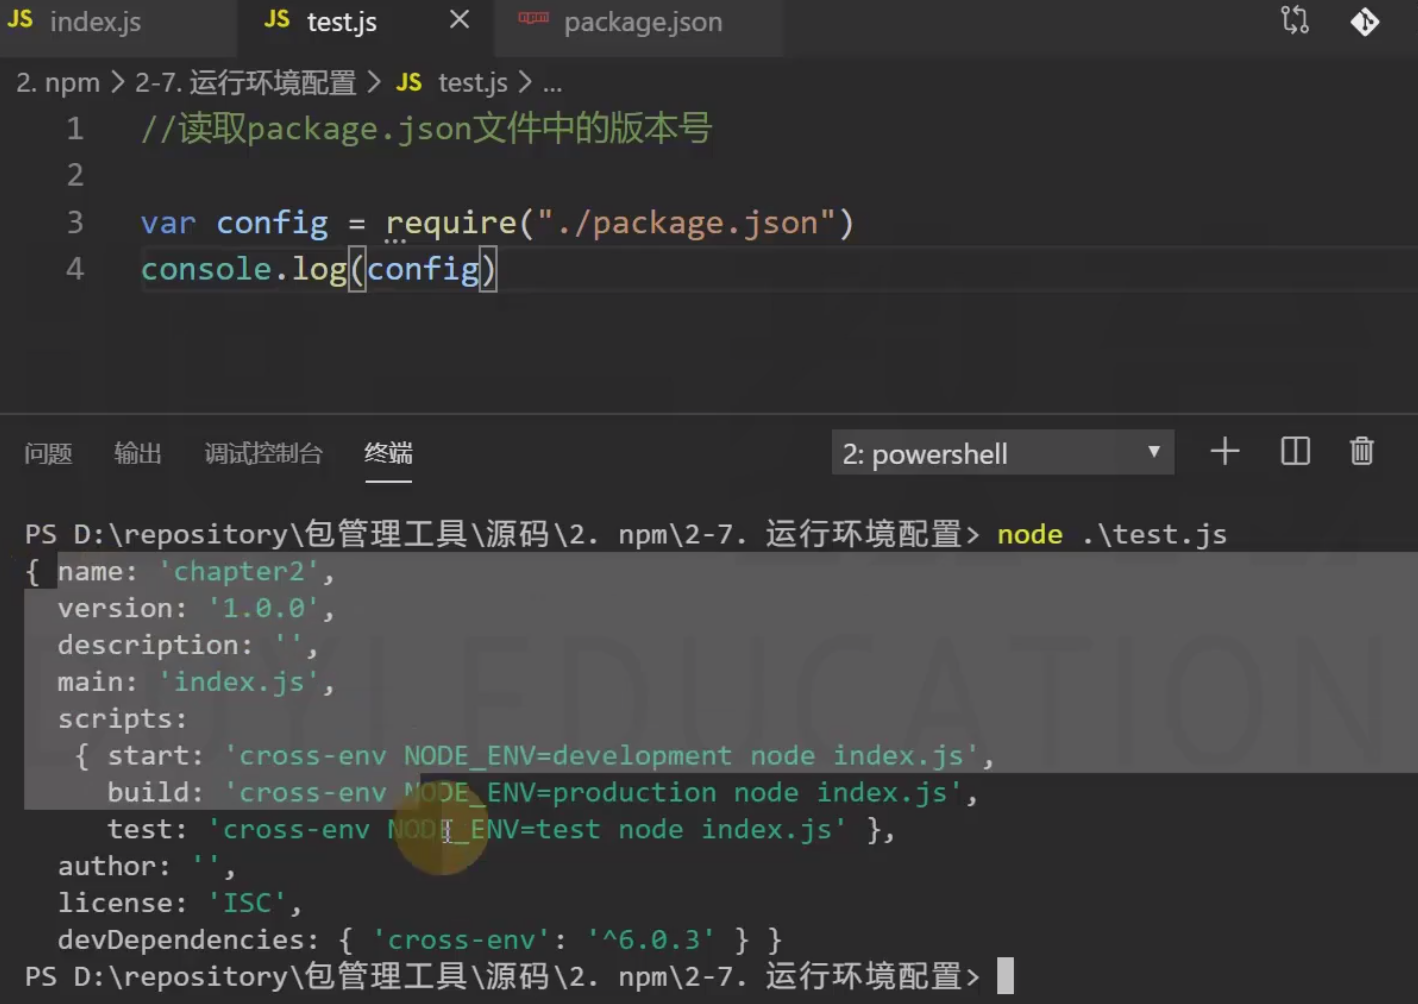 JS index.js JS test.js npm package.json
2. npm > 2-7. 运行环境配置 > JS test.js > ...
1 //读取package.json文件中的版本号
2
3 var config = require("./package.json")
4 console.log(config)
问题 输出 调试控制台 终端 2: powershell
PS D:\repository\包管理工具\源码\2. npm\2-7. 运行环境配置> node .\test.js
{ name: 'chapter2',
version: '1.0.0',
description: '',
main: 'index.js',
scripts:
{ start: 'cross-env NODE_ENV=development node index.js',
build: 'cross-env NODE_ENV=production node index.js',
test: 'cross-env NODE_ENV=test node index.js' },
author: '',
license: 'ISC',
devDependencies: { 'cross-env': '^6.0.3' } }
PS D:\repository\包管理工具\源码\2. npm\2-7. 运行环境配置>
DUYI EDUCATION